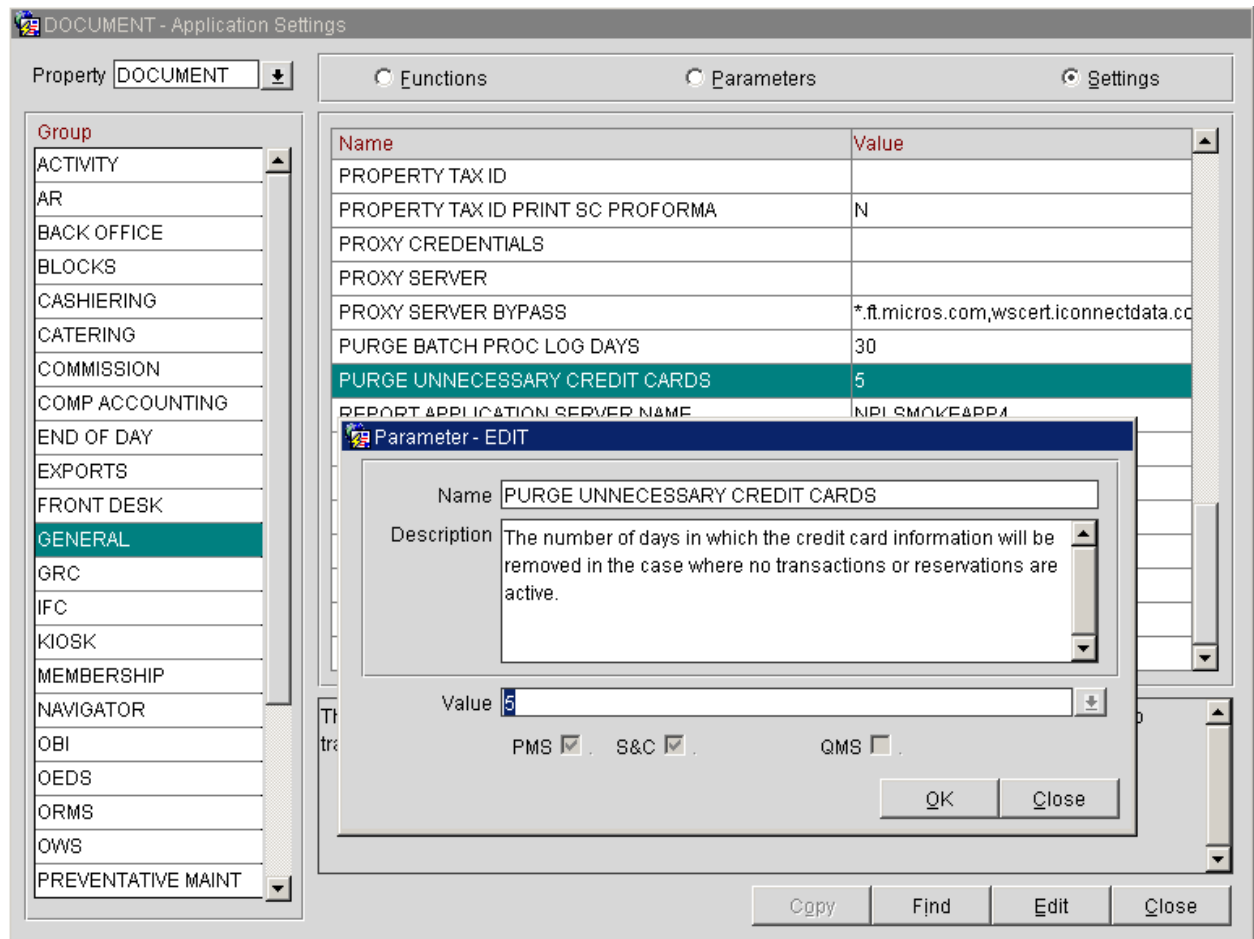 DOCUMENT - Application Settings
Property DOCUMENT
Functions Parameters Settings
Group
ACTIVITY
AR
BACK OFFICE
BLOCKS
CASHIERING
CATERING
COMMISSION
COMP ACCOUNTING
END OF DAY
EXPORTS
FRONT DESK
GENERAL
GRC
IFC
KIOSK
MEMBERSHIP
NAVIGATOR
OBI
OEDS
ORMS
OWS
PREVENTATIVE MAINT
Name Value
PROPERTY TAX ID
PROPERTY TAX ID PRINT SC PROFORMA N
PROXY CREDENTIALS
PROXY SERVER
PROXY SERVER BYPASS *.ft.micros.com,wscert.iconnectdata.co
PURGE BATCH PROC LOG DAYS 30
PURGE UNNECESSARY CREDIT CARDS 5
REPORT APPLICATION SERVER NAME NPLSMOKEAPP4
Parameter - EDIT
Name PURGE UNNECESSARY CREDIT CARDS
Description The number of days in which the credit card information will be
removed in the case where no transactions or reservations are
active.
Value 5
PMS . S&C . QMS .
OK Close
Copy Find Edit Close